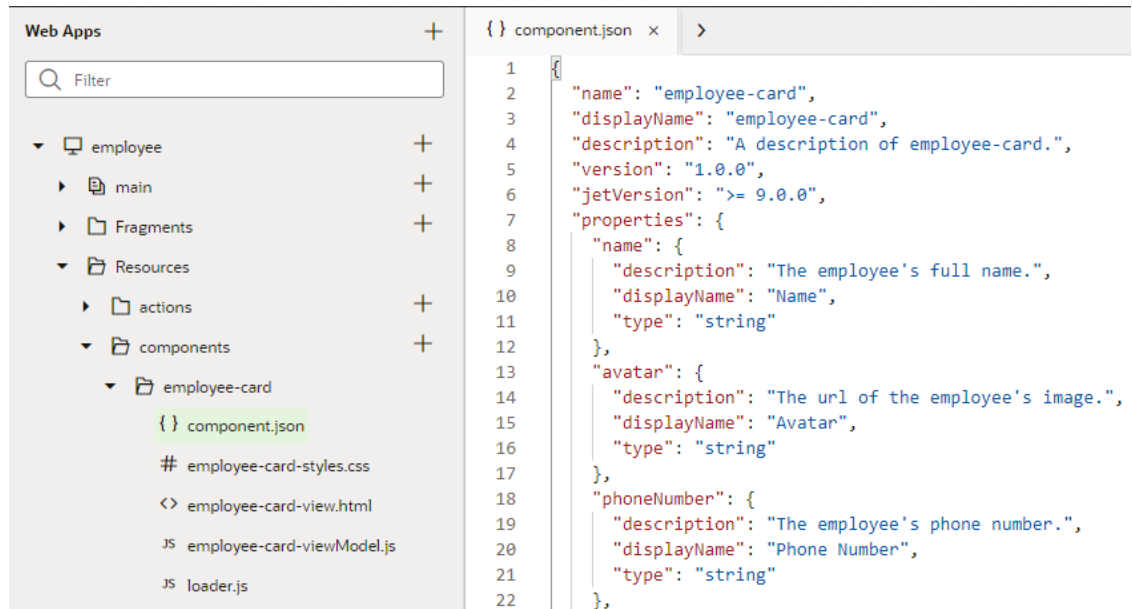 Web Apps
Filter
employee
main
Fragments
Resources
actions
components
employee-card
{ } component.json
# employee-card-styles.css
<> employee-card-view.html
JS employee-card-viewModel.js
JS loader.js
{ } component.json ×
1 {
2 "name": "employee-card",
3 "displayName": "employee-card",
4 "description": "A description of employee-card.",
5 "version": "1.0.0",
6 "jetVersion": ">= 9.0.0",
7 "properties": {
8 "name": {
9 "description": "The employee's full name.",
10 "displayName": "Name",
11 "type": "string"
12 },
13 "avatar": {
14 "description": "The url of the employee's image.",
15 "displayName": "Avatar",
16 "type": "string"
17 },
18 "phoneNumber": {
19 "description": "The employee's phone number.",
20 "displayName": "Phone Number",
21 "type": "string"
22 },